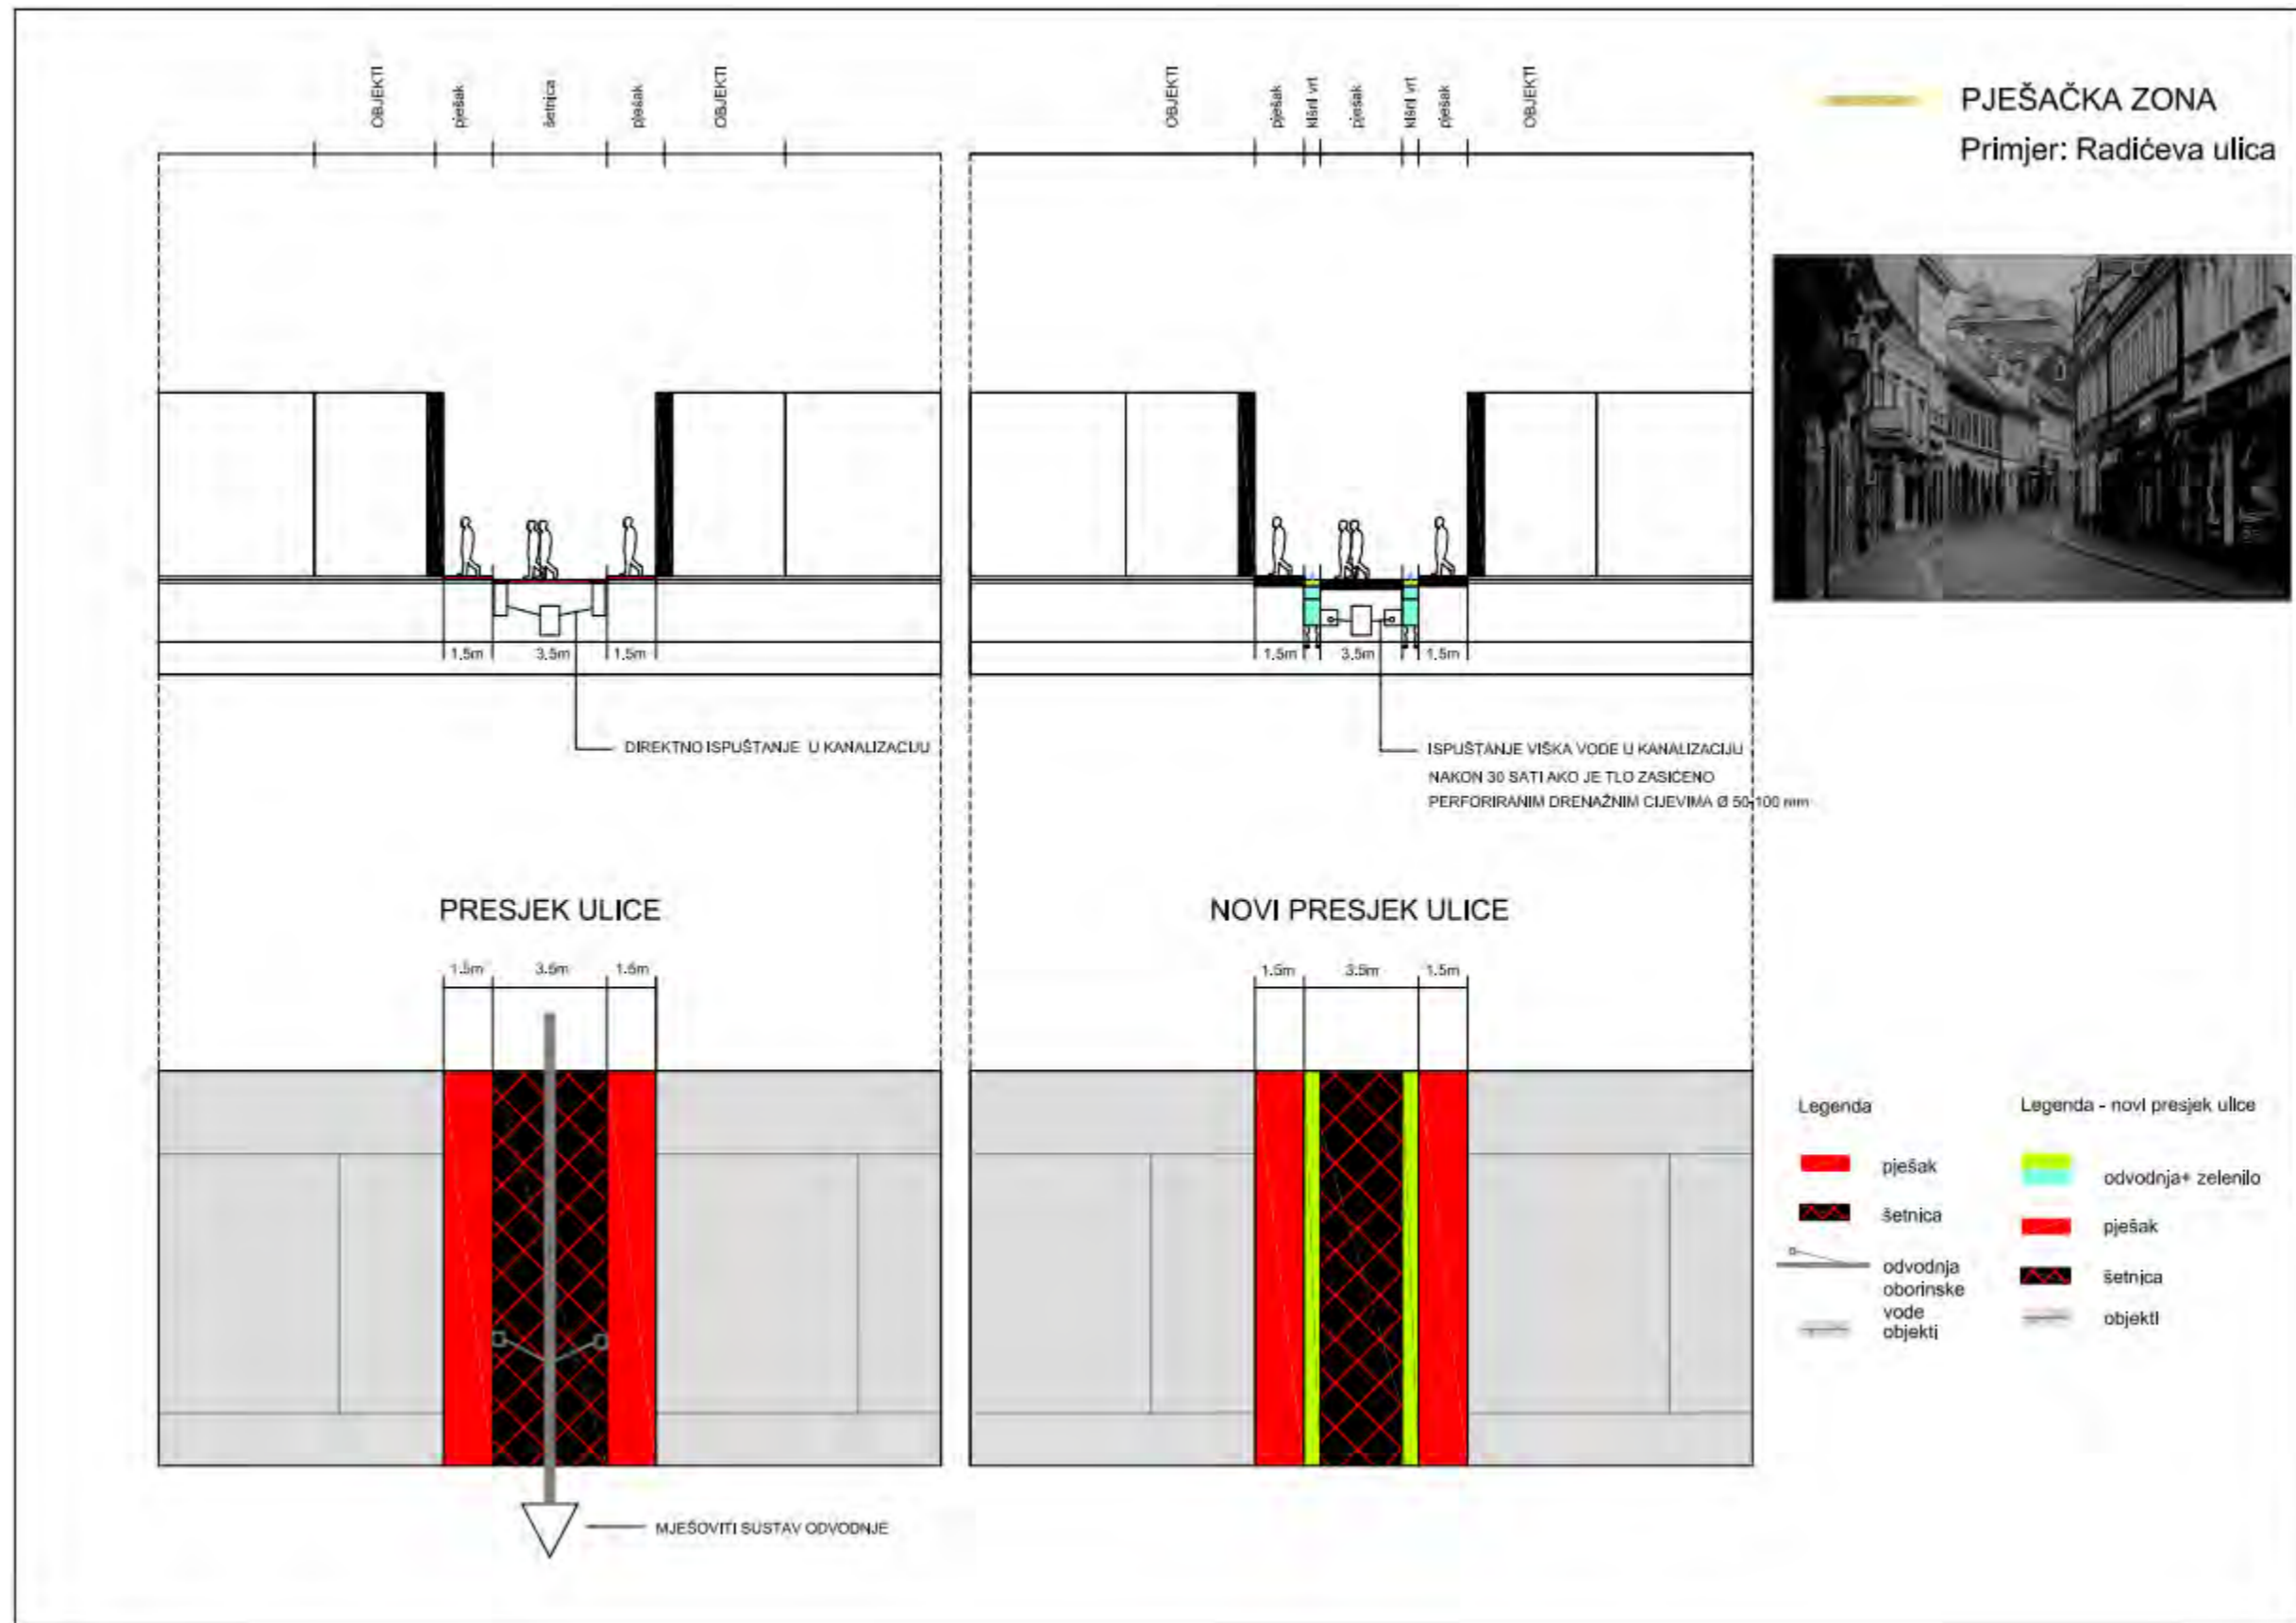 OBJEKTI
pješak
šetnjca
pješak
OBJEKTI
OBJEKTI
pješak
kišni vrt
pješak
kišni vrt
pješak
OBJEKTI
PJEŠAČKA ZONA
Primjer: Radićeva ulica
1.5m 3.5m 1.5m
1.5m 3.5m 1.5m
DIREKTNO ISPUŠTANJE U KANALIZACIJU
ISPUŠTANJE VIŠKA VODE U KANALIZACIJU
NAKON 30 SATI AKO JE TLO ZASIĆENO
PERFORIRANIM DRENAŽNIM CIJEVIMA Ø 50-100 mm
PRESJEK ULICE
NOVI PRESJEK ULICE
1.5m 3.5m 1.5m
1.5m 3.5m 1.5m
Legenda
pješak
šetnica
odvodnja
oborinske
vode
objekti
Legenda - novi presjek ulice
odvodnja+ zelenilo
pješak
šetnjca
objekti
MJEŠOVITI SUSTAV ODVODNJE